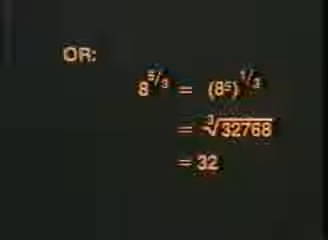 OR:
8^5/3 = (8^5)^1/3
= ∛32768
= 32